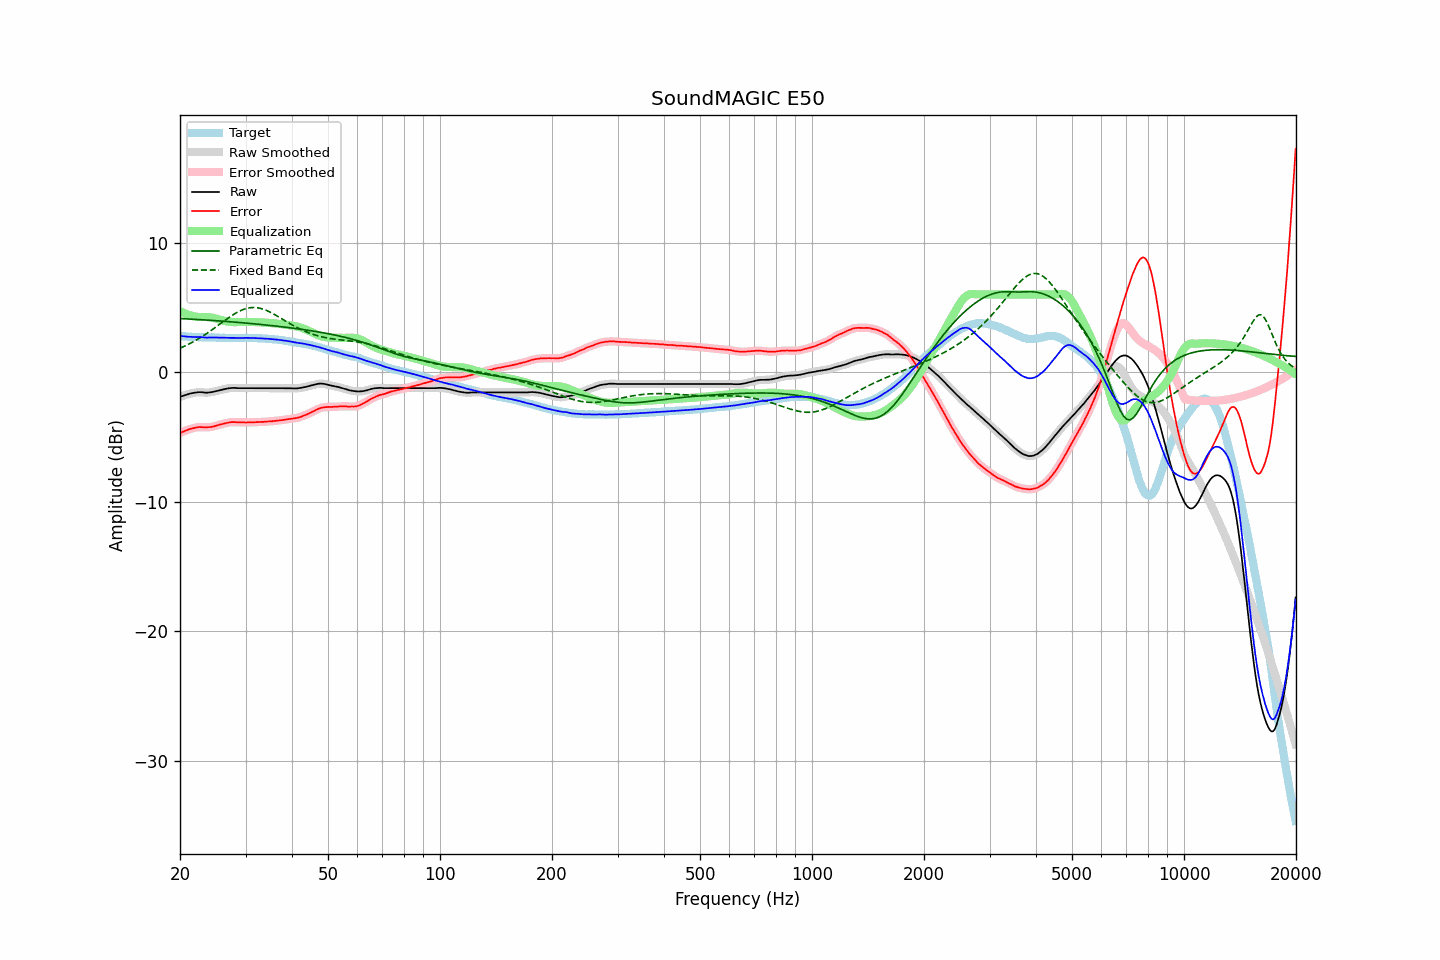 SoundMAGIC E50
Target
Raw Smoothed
Error Smoothed
Raw
Error
Equalization
Parametric Eq
Fixed Band Eq
Equalized
10
0
−10
−20
−30
Amplitude (dBr)
20 50 100 200 500 1000 2000 5000 10000 20000
Frequency (Hz)